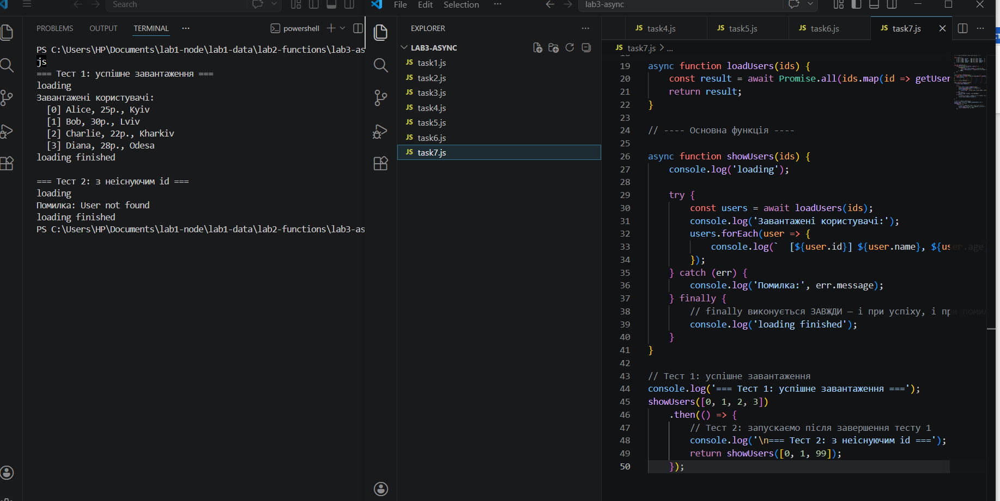 Search
PROBLEMS OUTPUT TERMINAL ··· powershell
PS C:\Users\HP\Documents\lab1-node\lab1-data\lab2-functions\lab3-as
js
=== Тест 1: успішне завантаження ===
loading
Завантажені користувачі:
[0] Alice, 25р., Kyiv
[1] Bob, 30р., Lviv
[2] Charlie, 22р., Kharkiv
[3] Diana, 28р., Odesa
loading finished
=== Тест 2: з неіснуючим id ===
loading
Помилка: User not found
loading finished
PS C:\Users\HP\Documents\lab1-node\lab1-data\lab2-functions\lab3-as
File Edit Selection ··· lab3-async
EXPLORER ···
LAB3-ASYNC
JS task1.js
JS task2.js
JS task3.js
JS task4.js
JS task5.js
JS task6.js
JS task7.js
JS task4.js JS task5.js JS task6.js JS task7.js ···
JS task7.js > ...
19 async function loadUsers(ids) {
20 const result = await Promise.all(ids.map(id => getUser
21 return result;
22 }
23
24 // ---- Основна функція ----
25
26 async function showUsers(ids) {
27 console.log('loading');
28
29 try {
30 const users = await loadUsers(ids);
31 console.log('Завантажені користувачі:');
32 users.forEach(user => {
33 console.log(`  [${user.id}] ${user.name}, ${user.age
34 });
35 } catch (err) {
36 console.log('Помилка:', err.message);
37 } finally {
38 // finally виконується ЗАВЖДИ — і при успіху, і при помил
39 console.log('loading finished');
40 }
41 }
42
43 // Тест 1: успішне завантаження
44 console.log('=== Тест 1: успішне завантаження ===');
45 showUsers([0, 1, 2, 3])
46 .then(() => {
47 // Тест 2: запускаємо після завершення тесту 1
48 console.log('\n=== Тест 2: з неіснуючим id ===');
49 return showUsers([0, 1, 99]);
50 });